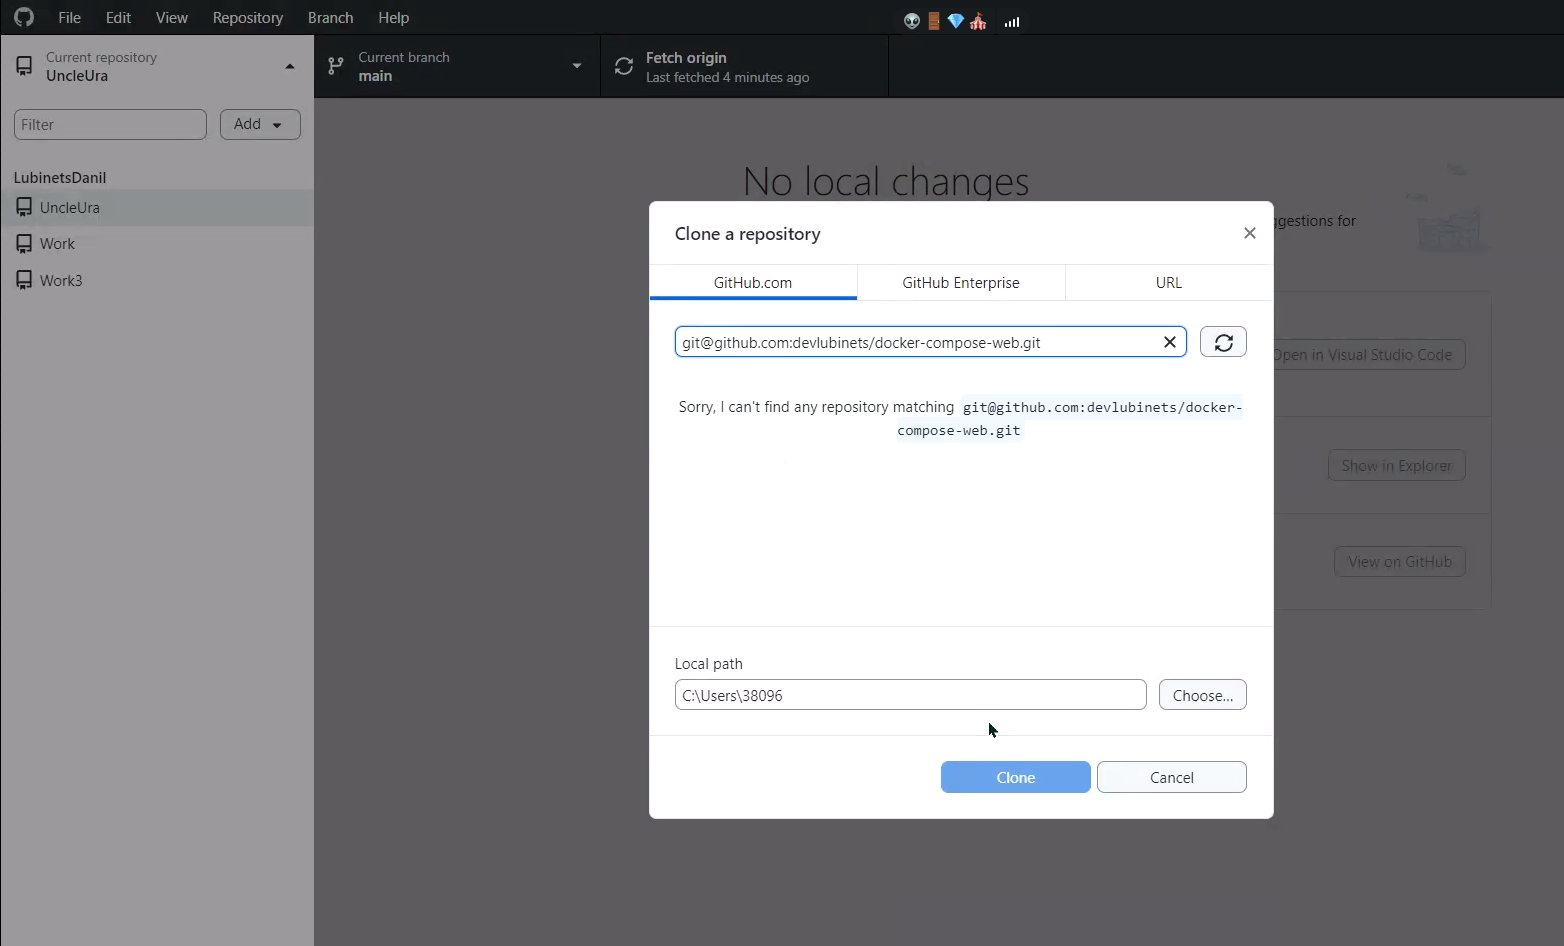 File Edit View Repository Branch Help
Current repository
UncleUra
Current branch
main
Fetch origin
Last fetched 4 minutes ago
Filter
Add
LubinetsDanil
UncleUra
Work
Work3
No local changes
ggestions for
Open in Visual Studio Code
Show in Explorer
View on GitHub
Clone a repository
GitHub.com
GitHub Enterprise
URL
git@github.com:devlubinets/docker-compose-web.git
Sorry, I can't find any repository matching git@github.com:devlubinets/docker-
compose-web.git
Local path
C:\Users\38096
Choose...
Clone
Cancel